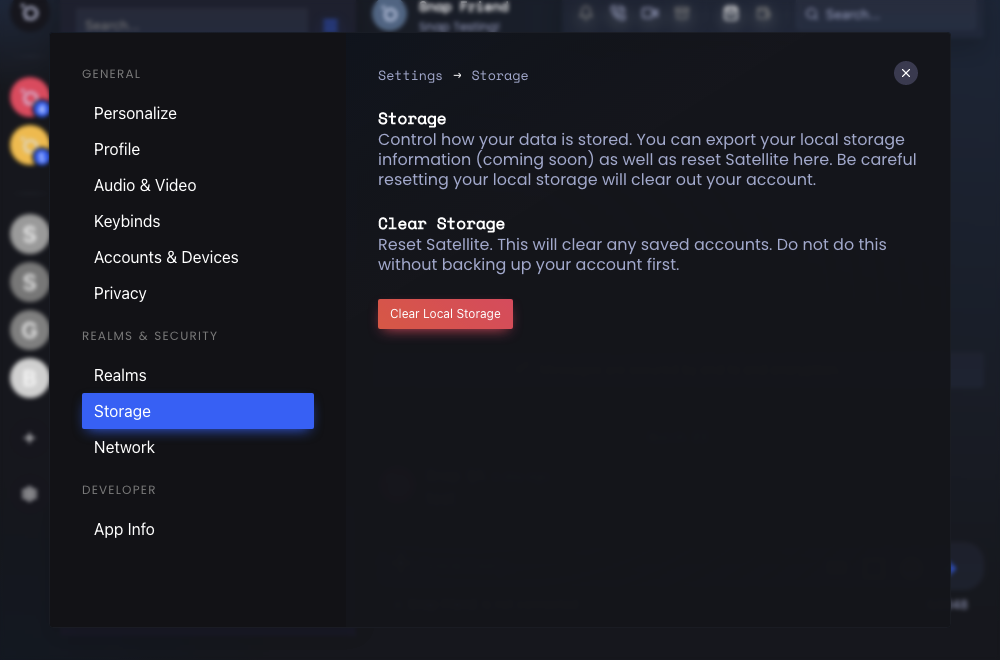 Search...
Snap Friend
Snap Testing!
Search...
GENERAL
Personalize
Profile
Audio & Video
Keybinds
Accounts & Devices
Privacy
REALMS & SECURITY
Realms
Storage
Network
DEVELOPER
App Info
Settings → Storage
Storage
Control how your data is stored. You can export your local storage
information (coming soon) as well as reset Satellite here. Be careful
resetting your local storage will clear out your account.
Clear Storage
Reset Satellite. This will clear any saved accounts. Do not do this
without backing up your account first.
Clear Local Storage
S
S
G